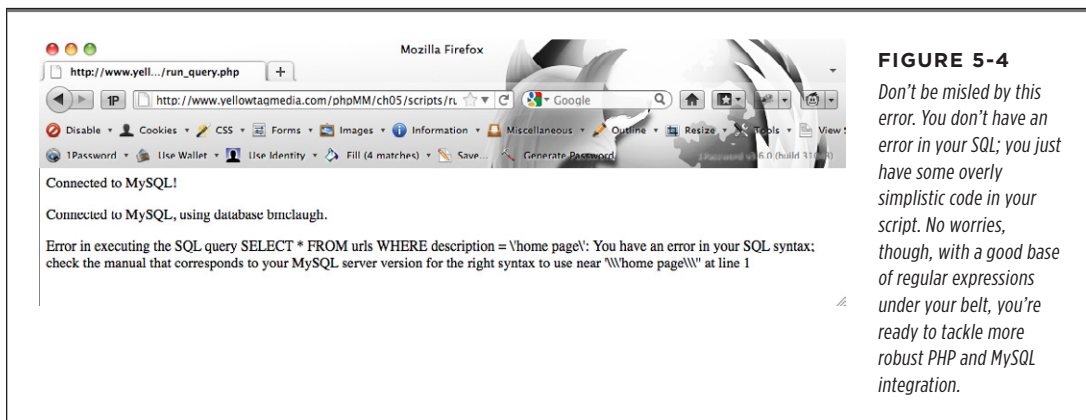 Mozilla Firefox
http://www.yell.../run_query.php +
1P http://www.yellowtagmedia.com/phpMM/ch05/scripts/ru Google
Disable Cookies CSS Forms Images Information Miscellaneous Outline Resize Tools View
1Password Use Wallet Use Identity Fill (4 matches) Save... Generate Password
Connected to MySQL!
Connected to MySQL, using database bmclaugh.
Error in executing the SQL query SELECT * FROM urls WHERE description = \'home page\': You have an error in your SQL syntax;
check the manual that corresponds to your MySQL server version for the right syntax to use near '\\\'home page\\\'' at line 1
FIGURE 5-4
Don't be misled by this
error. You don't have an
error in your SQL; you just
have some overly
simplistic code in your
script. No worries,
though, with a good base
of regular expressions
under your belt, you're
ready to tackle more
robust PHP and MySQL
integration.